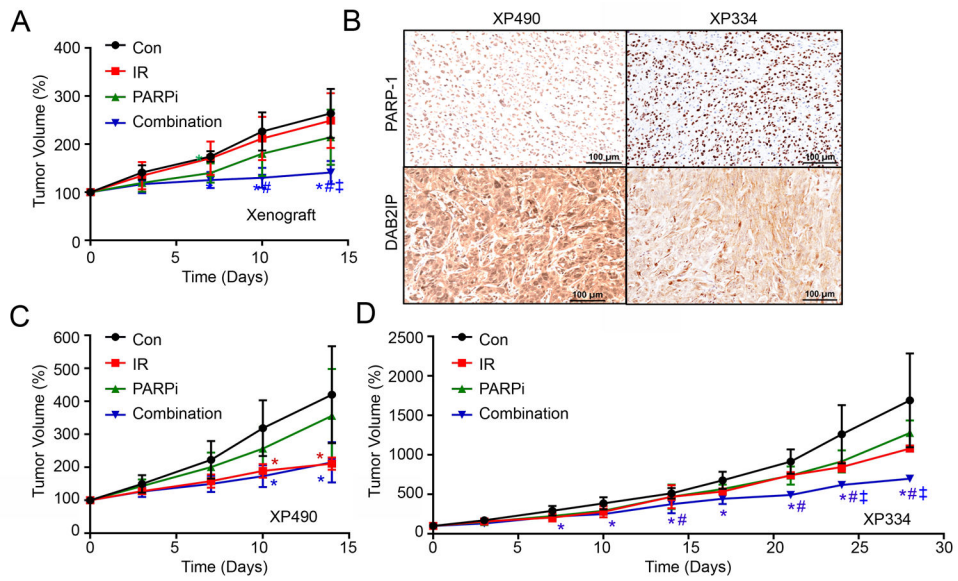 A
Tumor Volume (%)
400
300
200
100
0
Con
IR
PARPi
Combination
*
*
*#
*#‡
Xenograft
0 5 10 15
Time (Days)
B
XP490 XP334
PARP-1
100 µm 100 µm
DAB2IP
100 µm 100 µm
C
Tumor Volume (%)
600
500
400
300
200
100
0
Con
IR
PARPi
Combination
* *
* *
XP490
0 5 10 15
Time (Days)
D
Tumor Volume (%)
2500
2000
1500
1000
500
0
Con
IR
PARPi
Combination
* * *# * *# *#‡ *#‡
XP334
0 5 10 15 20 25 30
Time (Days)